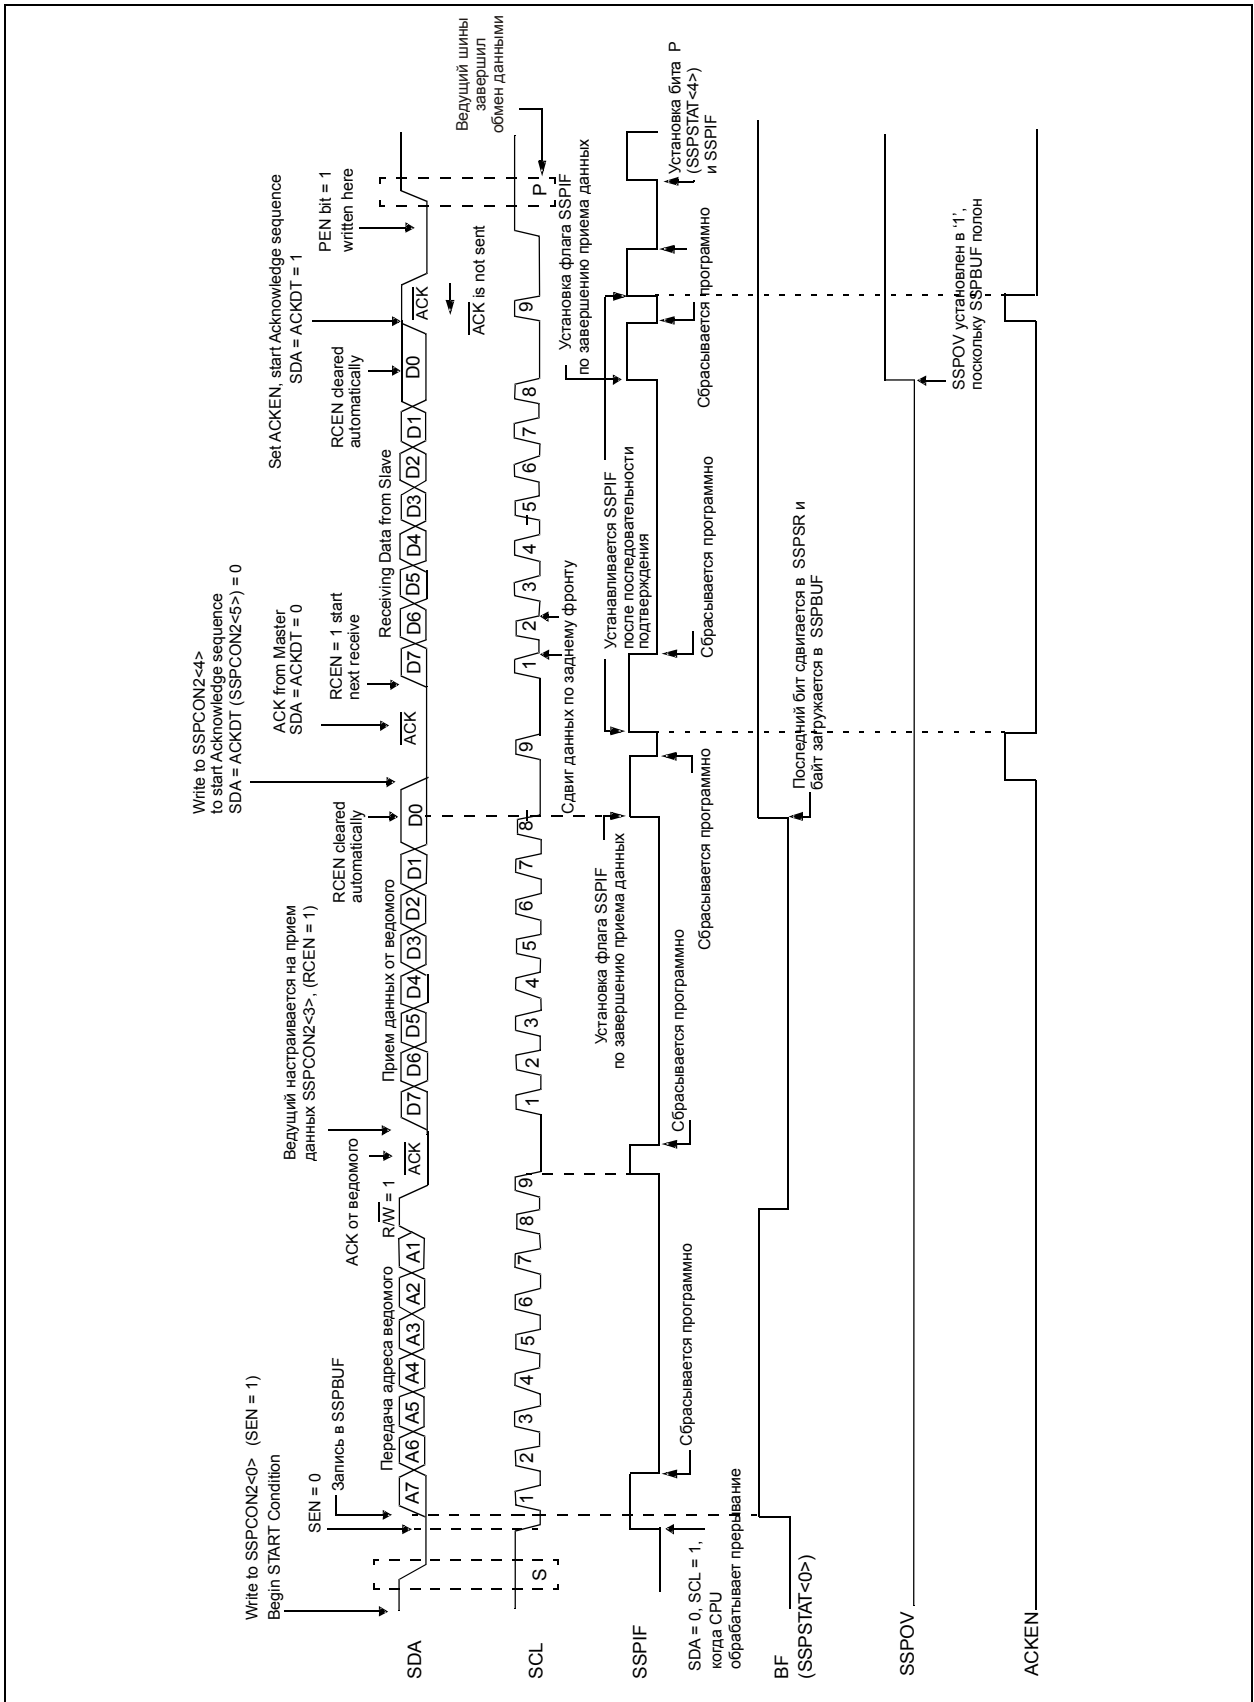 Write to SSPCON2<0> (SEN = 1)
Begin START Condition
SEN = 0
Запись в SSPBUF
Передача адреса ведомого
ACK от ведомого
R/W = 1
Ведущий настраивается на прием
данных SSPCON2<3>, (RCEN = 1)
Прием данных от ведомого
RCEN cleared
automatically
Write to SSPCON2<4>
to start Acknowledge sequence
SDA = ACKDT (SSPCON2<5>) = 0
ACK from Master
SDA = ACKDT = 0
RCEN = 1 start
next receive
Receiving Data from Slave
RCEN cleared
automatically
Set ACKEN, start Acknowledge sequence
SDA = ACKDT = 1
PEN bit = 1
written here
SDA
A7 A6 A5 A4 A3 A2 A1 ACK D7 D6 D5 D4 D3 D2 D1 D0 ACK D7 D6 D5 D4 D3 D2 D1 D0 ACK
ACK is not sent
Ведущий шины
завершил
обмен данными
SCL
S 1 2 3 4 5 6 7 8 9 1 2 3 4 5 6 7 8 9 1 2 3 4 5 6 7 8 9 P
Сдвиг данных по заднему фронту
Установка флага SSPIF
по завершению приема данных
Установка флага SSPIF
по завершению приема данных
Устанавливается SSPIF
после последовательности
подтверждения
SSPIF
SDA = 0, SCL = 1,
когда CPU
обрабатывает прерывание
Сбрасывается программно
Сбрасывается программно
Сбрасывается программно
Сбрасывается программно
Сбрасывается программно
Установка бита P
(SSPSTAT<4>)
и SSPIF
BF
(SSPSTAT<0>)
Последний бит сдвигается в SSPSR и
байт загружается в SSPBUF
SSPOV
SSPOV установлен в '1',
поскольку SSPBUF полон
ACKEN